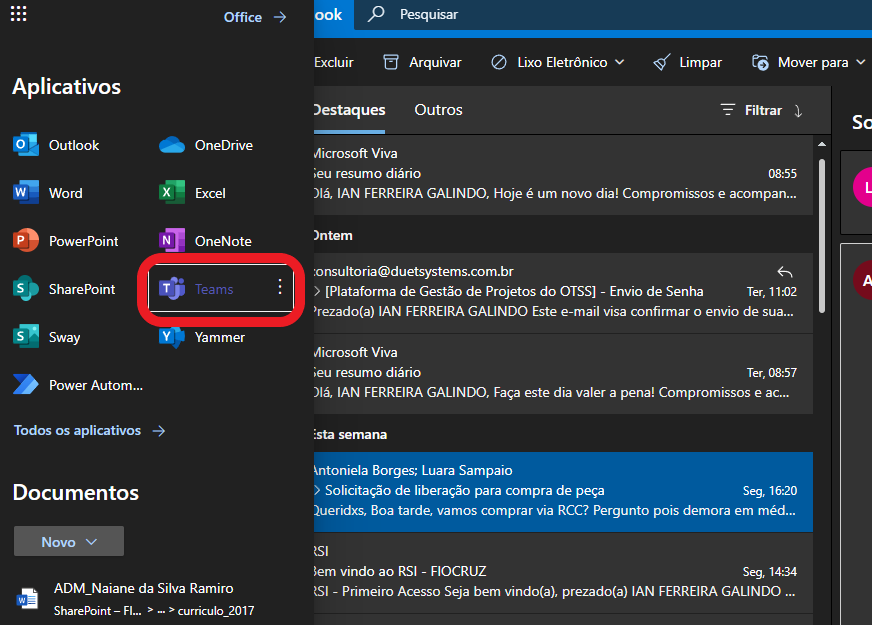 Office →
ook
Pesquisar
Excluir
Arquivar
Lixo Eletrônico
Limpar
Mover para
Aplicativos
Outlook
OneDrive
Word
Excel
PowerPoint
OneNote
SharePoint
Teams
Sway
Yammer
Power Autom...
Todos os aplicativos →
Documentos
Novo
ADM_Naiane da Silva Ramiro
SharePoint – FI... > ... > curriculo_2017
Destaques
Outros
Filtrar
So
Microsoft Viva
Seu resumo diário
08:55
Olá, IAN FERREIRA GALINDO, Hoje é um novo dia! Compromissos e acompan...
L
Ontem
consultoria@duetsystems.com.br
> [Plataforma de Gestão de Projetos do OTSS] - Envio de Senha
Ter, 11:02
Prezado(a) IAN FERREIRA GALINDO Este e-mail visa confirmar o envio de sua...
A
Microsoft Viva
Seu resumo diário
Ter, 08:57
Olá, IAN FERREIRA GALINDO, Faça este dia valer a pena! Compromissos e ac...
Esta semana
Antoniela Borges; Luara Sampaio
> Solicitação de liberação para compra de peça
Seg, 16:20
Queridxs, Boa tarde, vamos comprar via RCC? Pergunto pois demora em méd...
RSI
Bem vindo ao RSI - FIOCRUZ
Seg, 14:34
RSI - Primeiro Acesso Seja bem vindo(a), prezado(a) IAN FERREIRA GALINDO ...